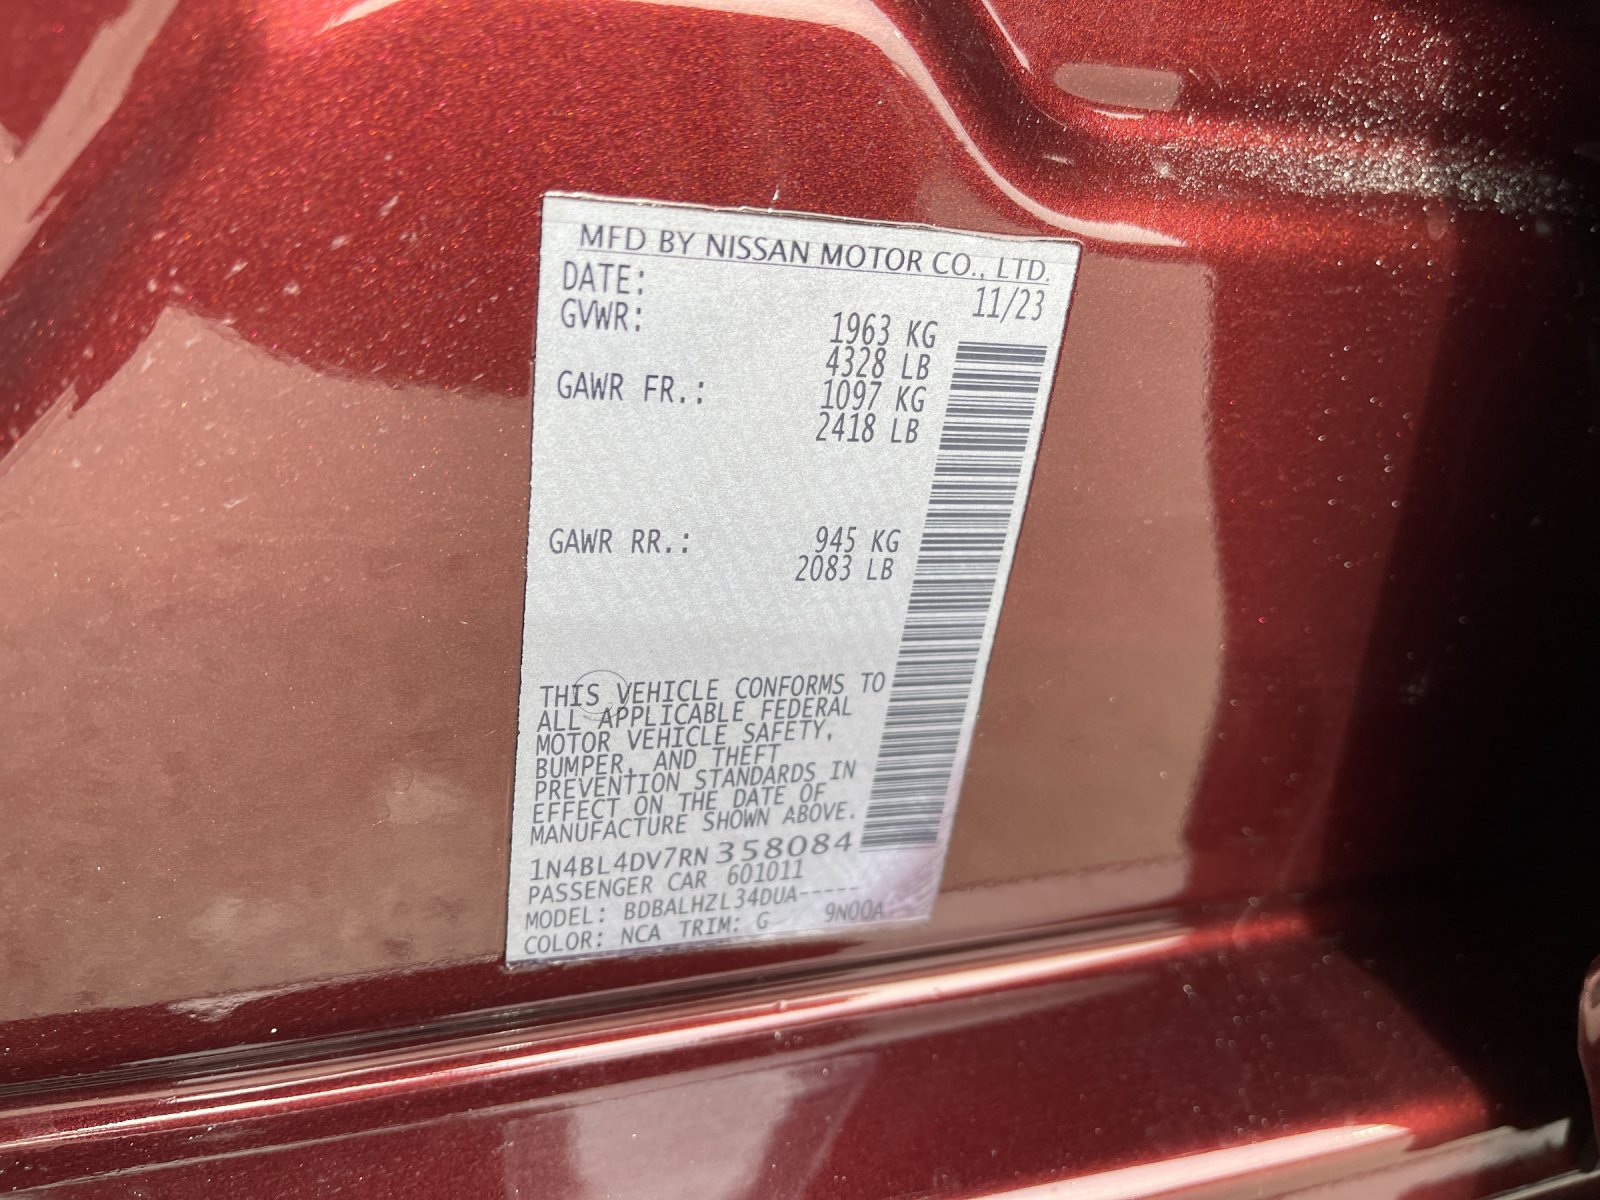 MFD BY NISSAN MOTOR CO., LTD.
DATE: 11/23
GVWR: 1963 KG
4328 LB
GAWR FR.: 1097 KG
2418 LB
GAWR RR.: 945 KG
2083 LB
THIS VEHICLE CONFORMS TO
ALL APPLICABLE FEDERAL
MOTOR VEHICLE SAFETY,
BUMPER, AND THEFT
PREVENTION STANDARDS IN
EFFECT ON THE DATE OF
MANUFACTURE SHOWN ABOVE.
1N4BL4DV7RN358084
PASSENGER CAR 601011
MODEL: BDBALHZL34DUA-----
COLOR: NCA TRIM: G 9N00A